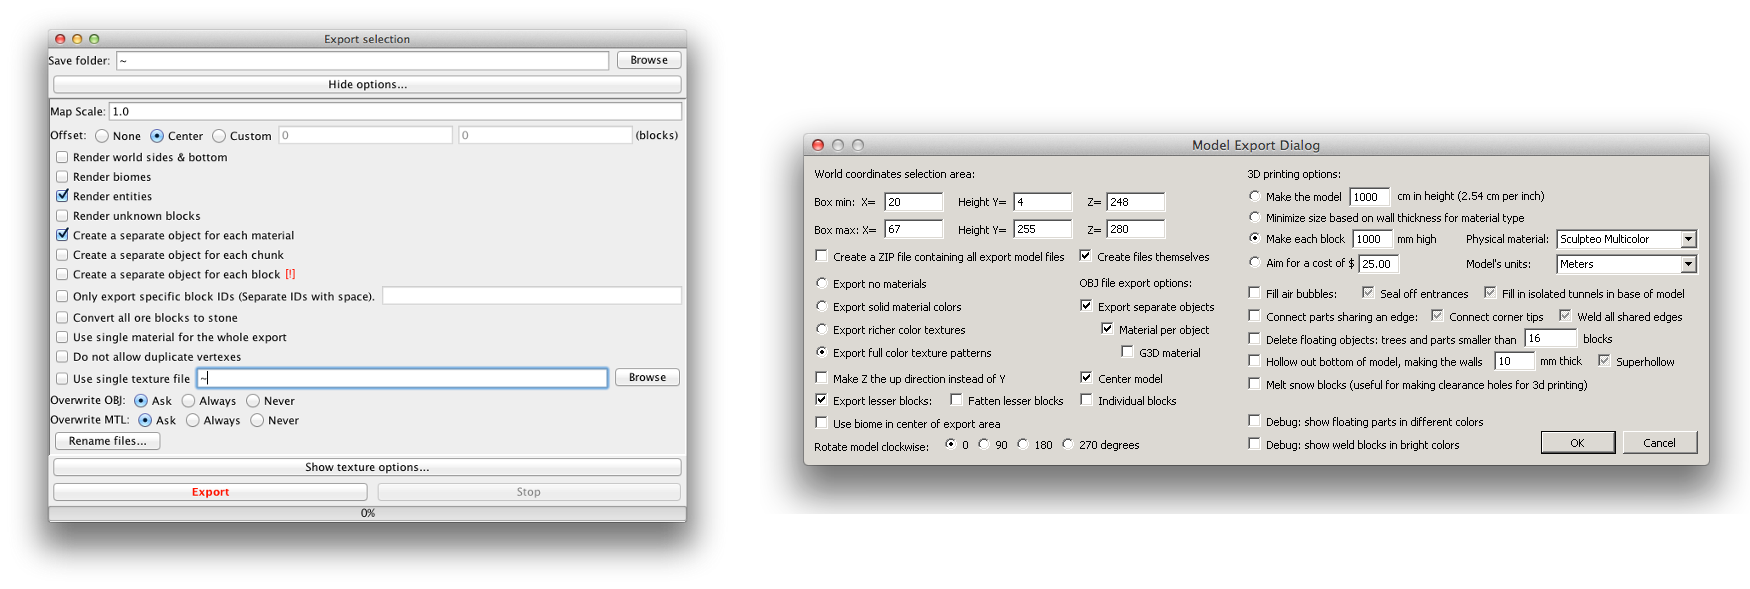 Export selection
Save folder: ~ Browse
Hide options...
Map Scale: 1.0
Offset: None Center Custom 0 0 (blocks)
Render world sides & bottom
Render biomes
Render entities
Render unknown blocks
Create a separate object for each material
Create a separate object for each chunk
Create a separate object for each block [!]
Only export specific block IDs (Separate IDs with space).
Convert all ore blocks to stone
Use single material for the whole export
Do not allow duplicate vertexes
Use single texture file ~ Browse
Overwrite OBJ: Ask Always Never
Overwrite MTL: Ask Always Never
Rename files...
Show texture options...
Export Stop
0%
Model Export Dialog
World coordinates selection area:
Box min: X= 20 Height Y= 4 Z= 248
Box max: X= 67 Height Y= 255 Z= 280
Create a ZIP file containing all export model files Create files themselves
Export no materials OBJ file export options:
Export solid material colors Export separate objects
Export richer color textures Material per object
Export full color texture patterns G3D material
Make Z the up direction instead of Y Center model
Export lesser blocks: Fatten lesser blocks Individual blocks
Use biome in center of export area
Rotate model clockwise: 0 90 180 270 degrees
3D printing options:
Make the model 1000 cm in height (2.54 cm per inch)
Minimize size based on wall thickness for material type
Make each block 1000 mm high Physical material: Sculpteo Multicolor
Aim for a cost of $ 25.00 Model's units: Meters
Fill air bubbles: Seal off entrances Fill in isolated tunnels in base of model
Connect parts sharing an edge: Connect corner tips Weld all shared edges
Delete floating objects: trees and parts smaller than 16 blocks
Hollow out bottom of model, making the walls 10 mm thick Superhollow
Melt snow blocks (useful for making clearance holes for 3d printing)
Debug: show floating parts in different colors
Debug: show weld blocks in bright colors OK Cancel